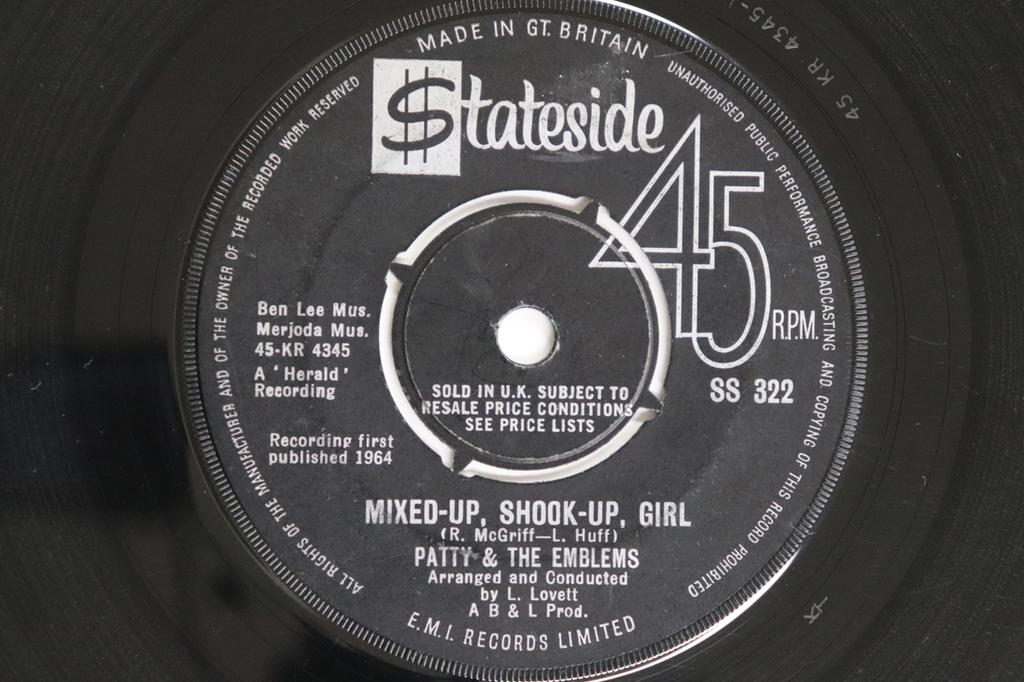 MADE IN GT. BRITAIN
$tateside
45
R.P.M.
UNAUTHORISED PUBLIC PERFORMANCE BROADCASTING AND COPYING OF THIS RECORD PROHIBITED
ALL RIGHTS OF THE MANUFACTURER AND OF THE OWNER OF THE RECORDED WORK RESERVED
45 KR 4345-
Ben Lee Mus.
Merjoda Mus.
45-KR 4345
A 'Herald'
Recording
SS 322
SOLD IN U.K. SUBJECT TO
RESALE PRICE CONDITIONS
SEE PRICE LISTS
Recording first
published 1964
MIXED-UP, SHOOK-UP, GIRL
(R. McGriff—L. Huff)
PATTY & THE EMBLEMS
Arranged and Conducted
by L. Lovett
A B & L Prod.
E.M.I. RECORDS LIMITED